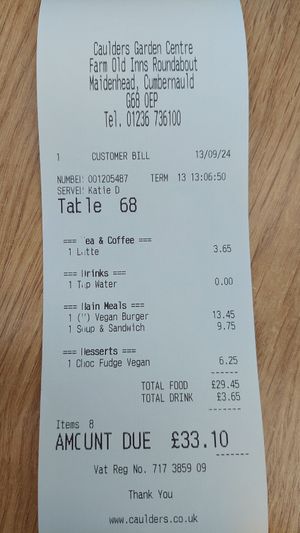 Caulders Garden Centre
Farm Old Inns Roundabout
Maidenhead, Cumbernauld
G68 0EP
Tel. 01236 736100
1 CUSTOMER BILL 13/09/24
NUMBER 001205487 TERM 13 13:06:50
SERVER Katie D
Table 68
=== Tea & Coffee ===
1 Latte 3.65
=== Drinks ===
1 Tap Water 0.00
=== Main Meals ===
1 (") Vegan Burger 13.45
1 Soup & Sandwich 9.75
=== Desserts ===
1 Choc Fudge Vegan 6.25
------
TOTAL FOOD £29.45
TOTAL DRINK £3.65
------
Items 8
AMOUNT DUE £33.10
Vat Reg No. 717 3859 09
Thank You
www.caulders.co.uk